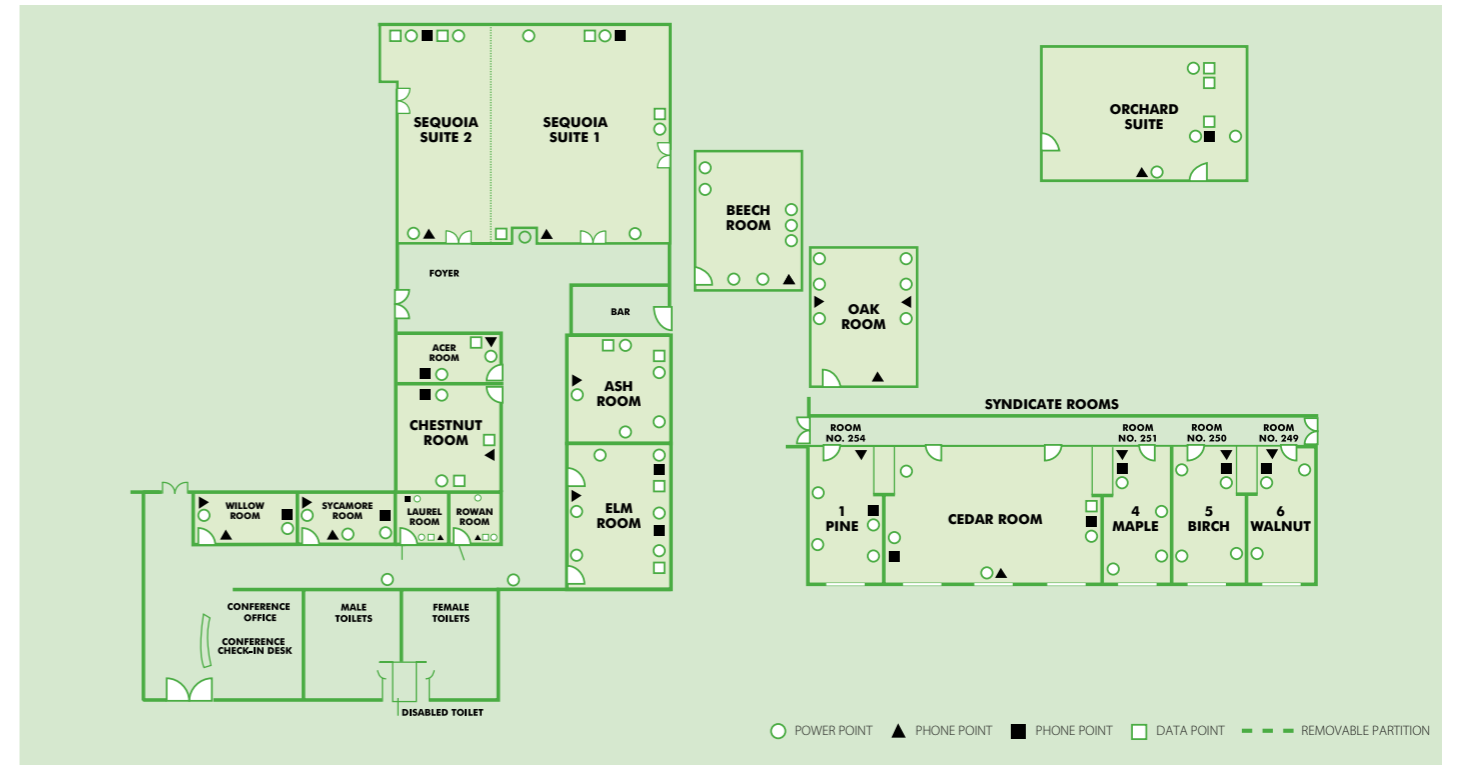 SEQUOIA
SUITE 2
SEQUOIA
SUITE 1
ORCHARD
SUITE
BEECH
ROOM
FOYER
BAR
OAK
ROOM
ACER
ROOM
ASH
ROOM
CHESTNUT
ROOM
SYNDICATE ROOMS
ROOM
NO. 254
ROOM
NO. 251
ROOM
NO. 250
ROOM
NO. 249
WILLOW
ROOM
SYCAMORE
ROOM
LAUREL
ROOM
ROWAN
ROOM
ELM
ROOM
1
PINE
CEDAR ROOM
4
MAPLE
5
BIRCH
6
WALNUT
CONFERENCE
OFFICE
CONFERENCE
CHECK-IN DESK
MALE
TOILETS
FEMALE
TOILETS
DISABLED TOILET
POWER POINT
PHONE POINT
PHONE POINT
DATA POINT
REMOVABLE PARTITION